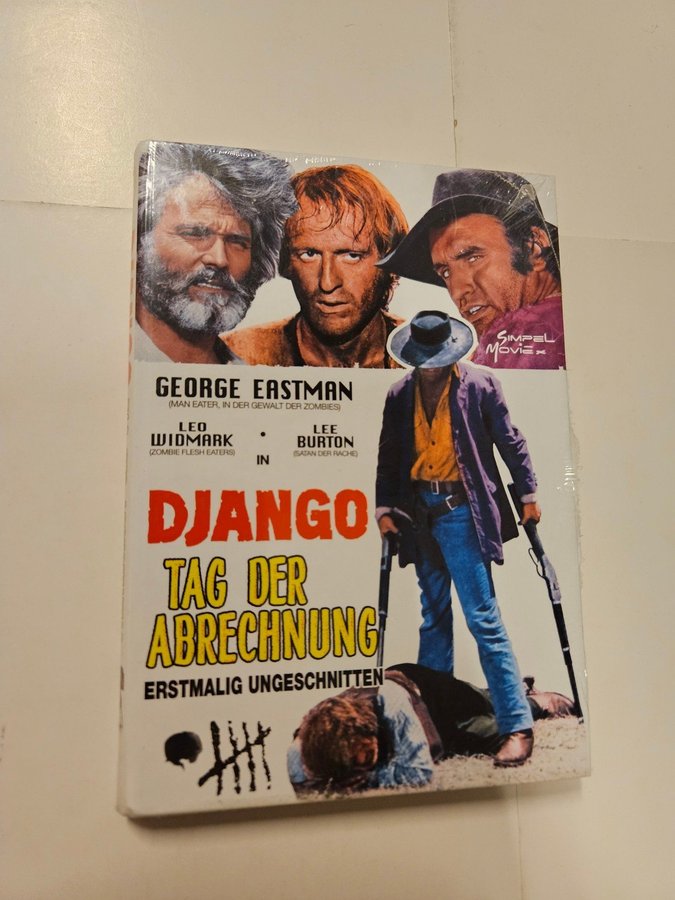 SIMPEL
MOVIE
GEORGE EASTMAN
(MAN EATER, IN DER GEWALT DER ZOMBIES)
LEO WIDMARK • LEE BURTON
(ZOMBIE FLESH EATERS) (SATAN DER RACHE)
IN
DJANGO
TAG DER
ABRECHNUNG
ERSTMALIG UNGESCHNITTEN